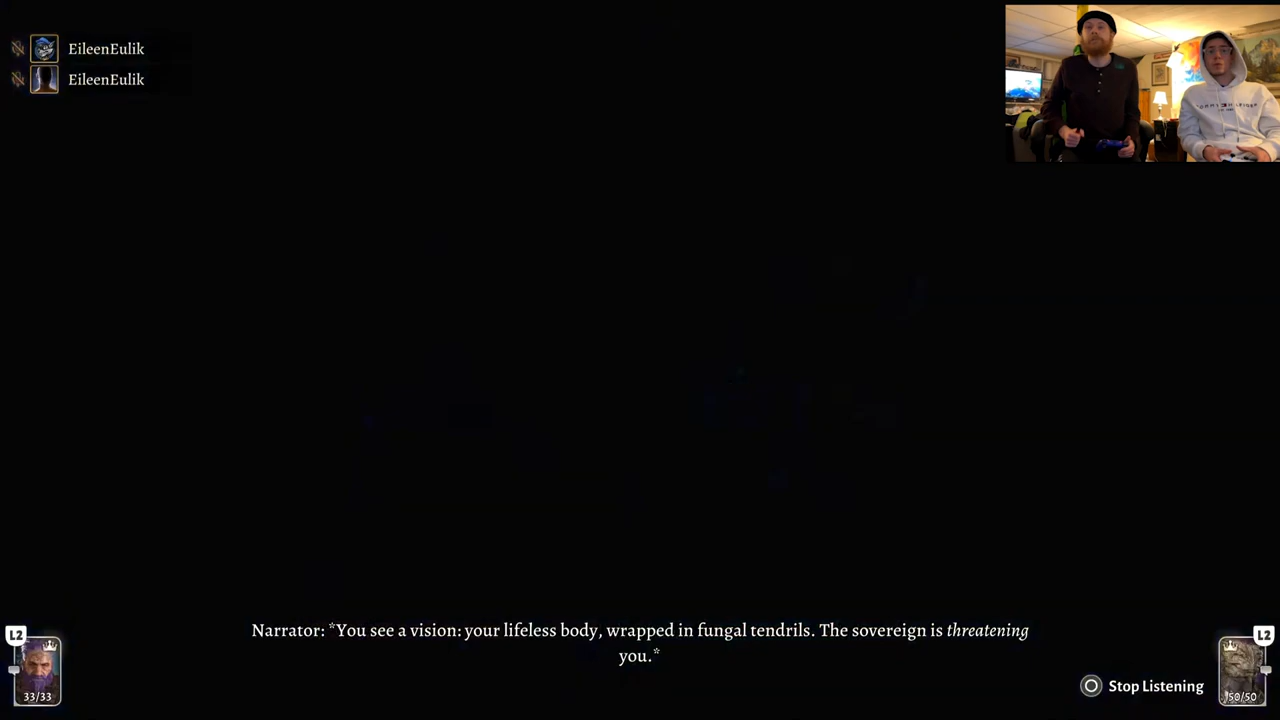 EileenEulik
EileenEulik
Narrator: *You see a vision: your lifeless body, wrapped in fungal tendrils. The sovereign is threatening
you.*
L2
33/33
L2
50/50
Stop Listening